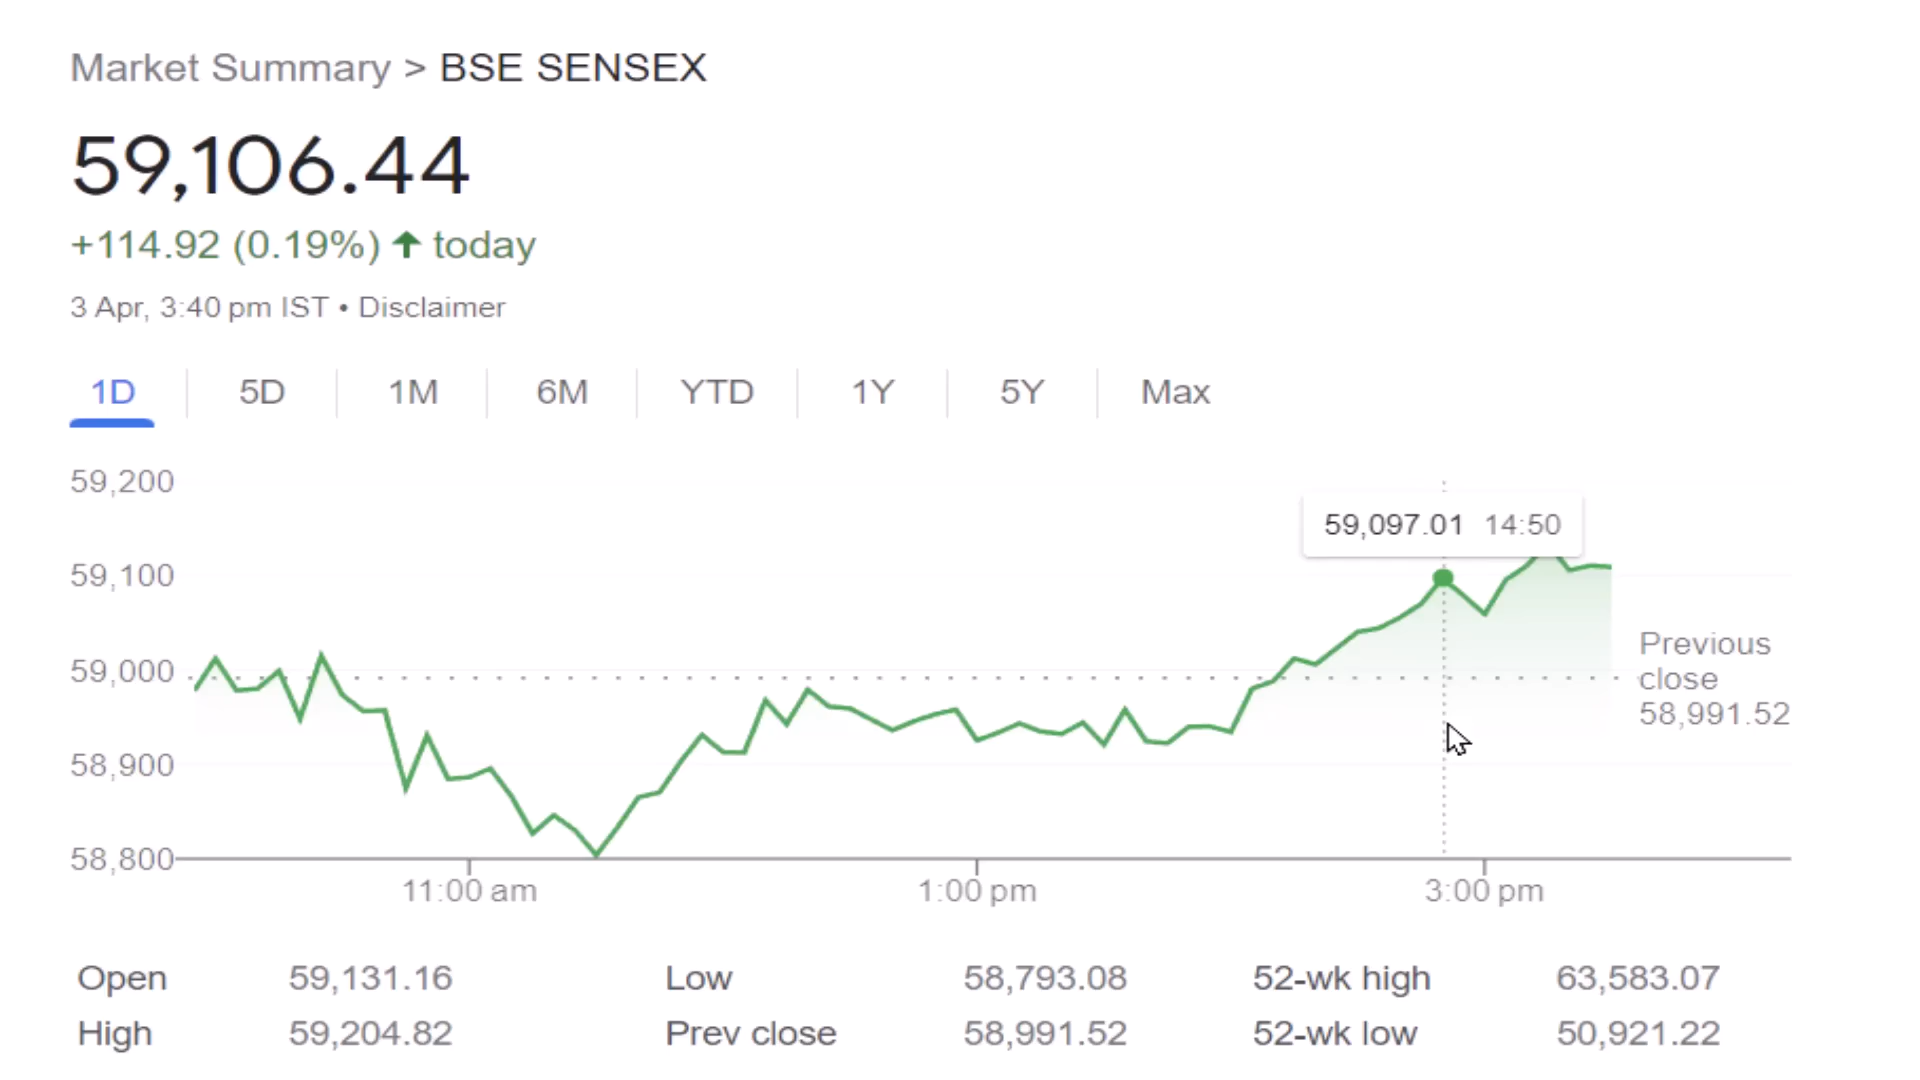 Market Summary > BSE SENSEX
59,106.44
+114.92 (0.19%) ↑ today
3 Apr, 3:40 pm IST • Disclaimer
1D 5D 1M 6M YTD 1Y 5Y Max
59,200
59,097.01 14:50
59,100
59,000
58,900
58,800
Previous
close
58,991.52
11:00 am 1:00 pm 3:00 pm
Open 59,131.16 Low 58,793.08 52-wk high 63,583.07
High 59,204.82 Prev close 58,991.52 52-wk low 50,921.22